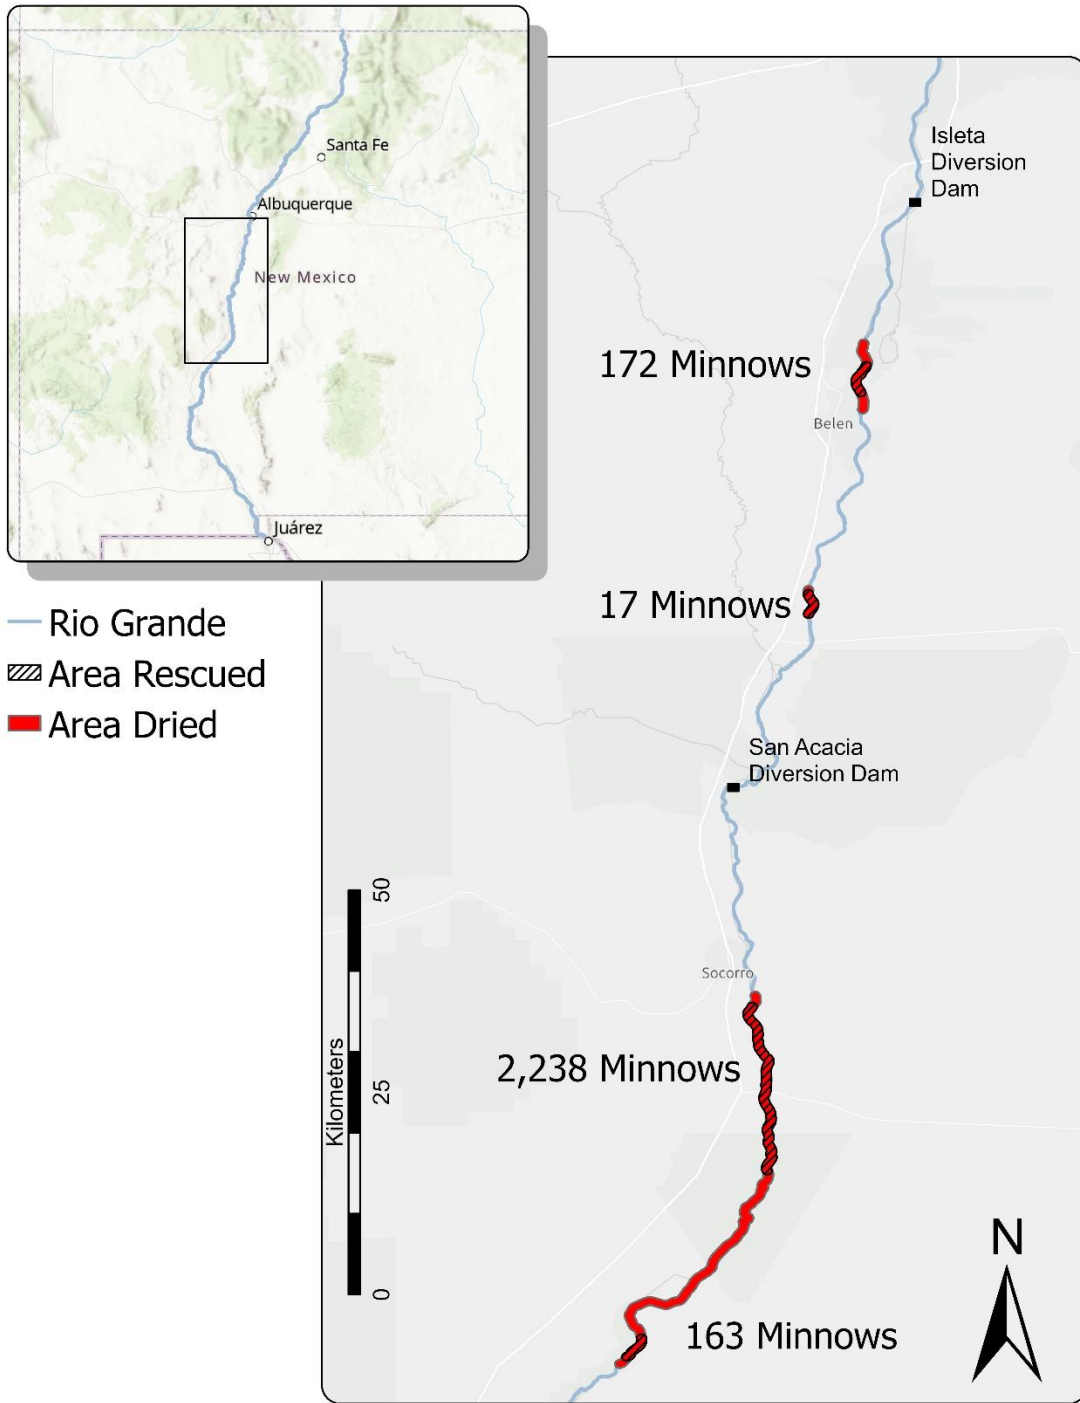 Santa Fe
Albuquerque
New Mexico
Juárez
Rio Grande
Area Rescued
Area Dried
Isleta
Diversion
Dam
172 Minnows
Belen
17 Minnows
San Acacia
Diversion Dam
Socorro
2,238 Minnows
163 Minnows
Kilometers
50
25
0
N